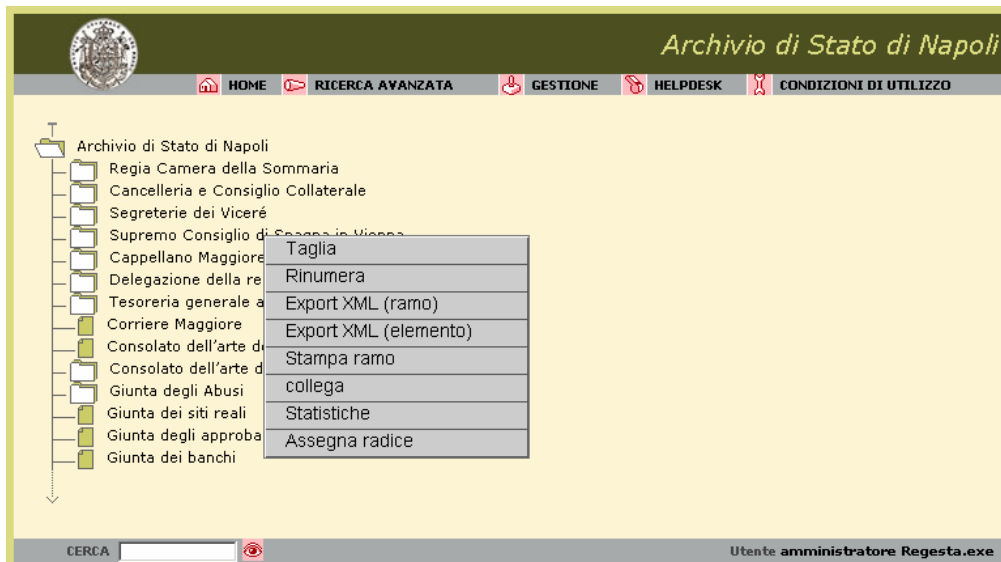 Archivio di Stato di Napoli
HOME RICERCA AVANZATA GESTIONE HELPDESK CONDIZIONI DI UTILIZZO
Archivio di Stato di Napoli
Regia Camera della Sommaria
Cancelleria e Consiglio Collaterale
Segreterie dei Viceré
Supremo Consiglio di Spagna in Vienna
Cappellano Maggiore
Delegazione della re
Tesoreria generale a
Corriere Maggiore
Consolato dell'arte de
Consolato dell'arte d
Giunta degli Abusi
Giunta dei siti reali
Giunta degli approba
Giunta dei banchi
Taglia
Rinumera
Export XML (ramo)
Export XML (elemento)
Stampa ramo
collega
Statistiche
Assegna radice
CERCA
Utente amministratore Regesta.exe